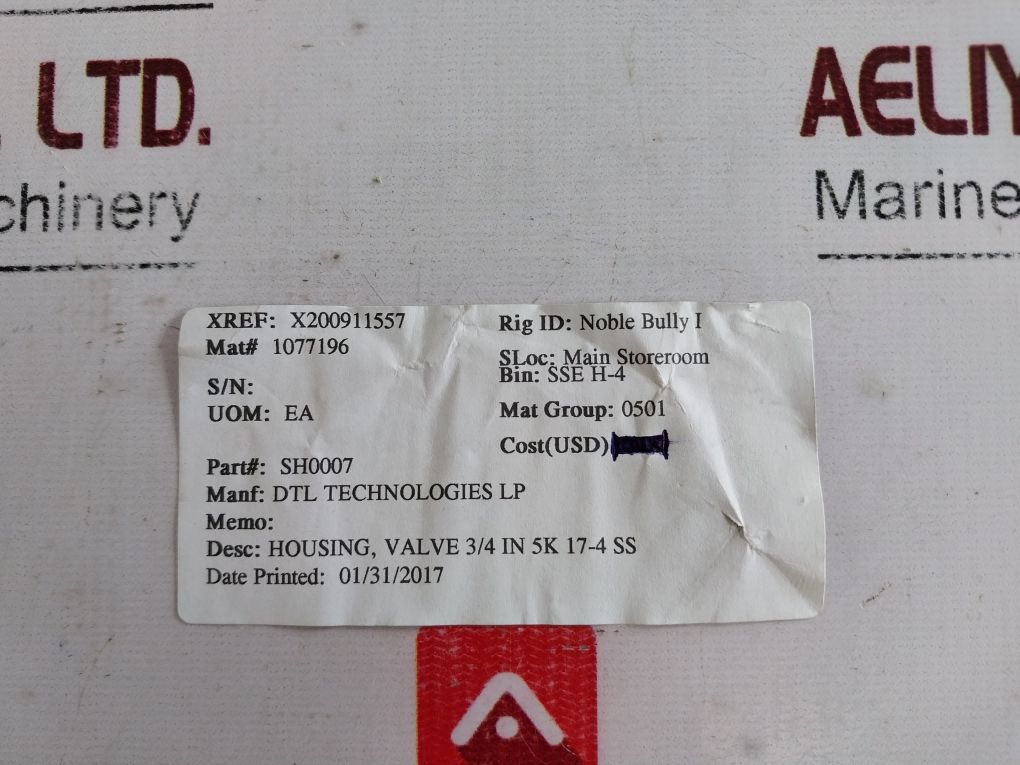 LTD.
AELIY
chinery
Marine
XREF: X200911557
Mat# 1077196
S/N:
UOM: EA
Rig ID: Noble Bully I
SLoc: Main Storeroom
Bin: SSE H-4
Mat Group: 0501
Cost(USD)
Part#: SH0007
Manf: DTL TECHNOLOGIES LP
Memo:
Desc: HOUSING, VALVE 3/4 IN 5K 17-4 SS
Date Printed: 01/31/2017